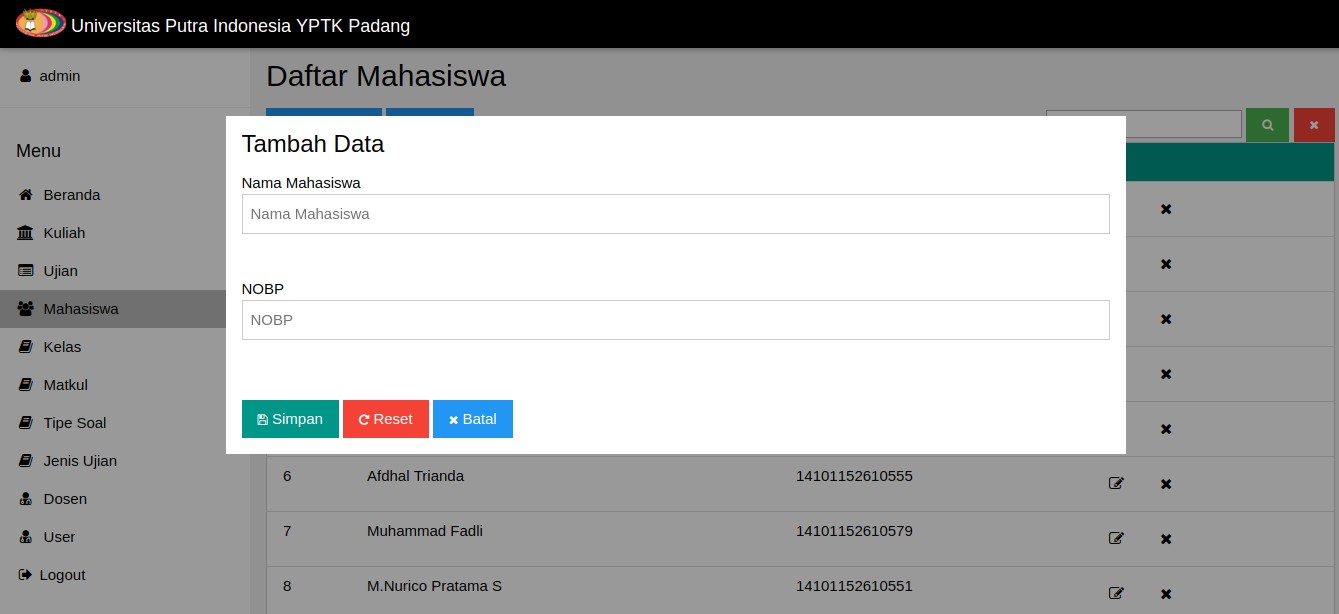 Universitas Putra Indonesia YPTK Padang
admin
Daftar Mahasiswa
Menu
Beranda
Kuliah
Ujian
Mahasiswa
Kelas
Matkul
Tipe Soal
Jenis Ujian
Dosen
User
Logout
Tambah Data
Nama Mahasiswa
Nama Mahasiswa
NOBP
NOBP
Simpan Reset Batal
6 Afdhal Trianda 14101152610555
7 Muhammad Fadli 14101152610579
8 M.Nurico Pratama S 14101152610551